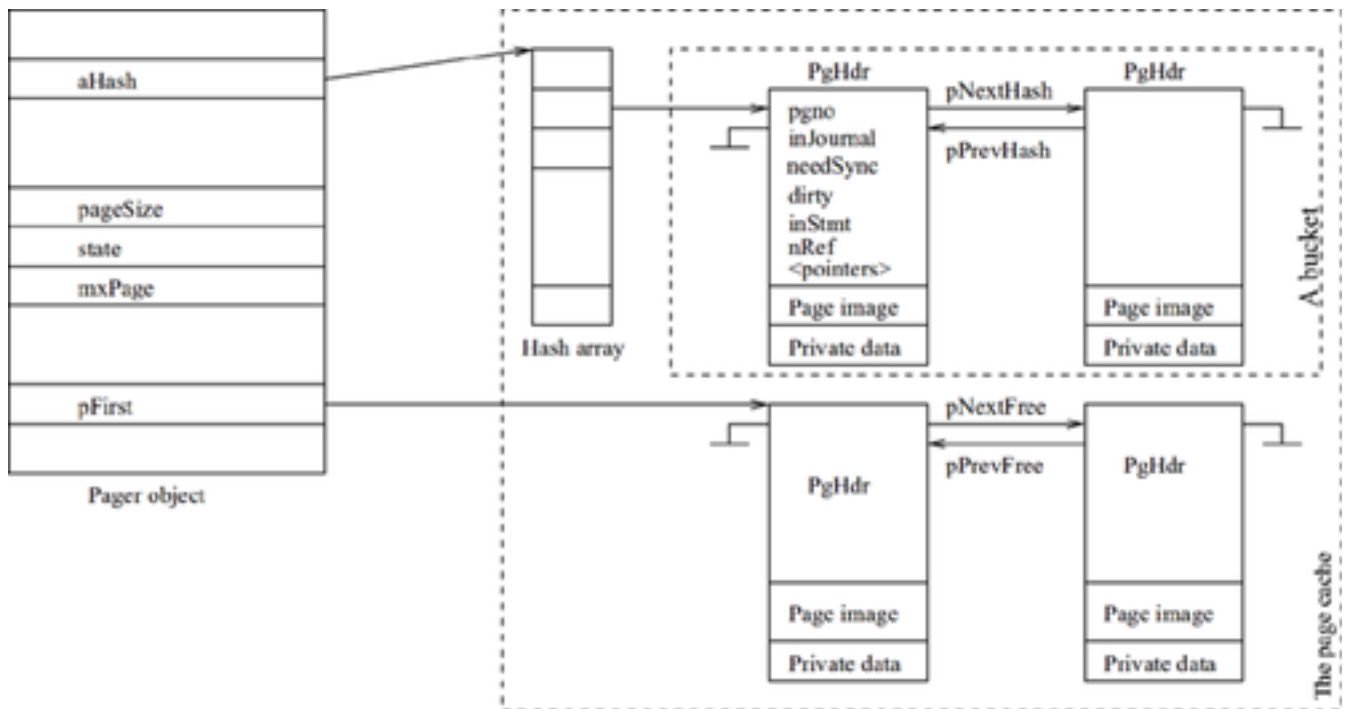 aHash
pageSize
state
mxPage
pFirst
Pager object
Hash array
PgHdr
pgno
inJournal
needSync
dirty
inStmt
nRef
<pointers>
Page image
Private data
pNextHash
pPrevHash
PgHdr
Page image
Private data
A bucket
PgHdr
Page image
Private data
pNextFree
pPrevFree
PgHdr
Page image
Private data
The page cache